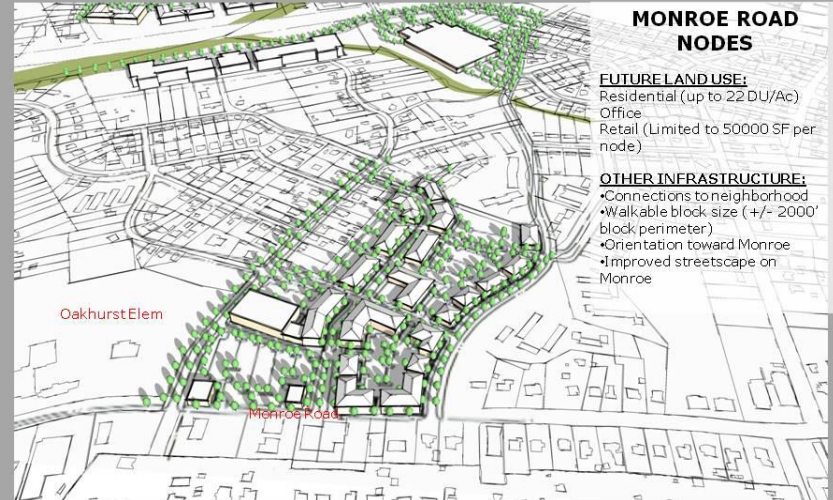 MONROE ROAD
NODES
FUTURE LAND USE:
Residential (up to 22 DU/Ac)
Office
Retail (Limited to 50000 SF per
node)
OTHER INFRASTRUCTURE:
•Connections to neighborhood
•Walkable block size (+/- 2000'
block perimeter)
•Orientation toward Monroe
•Improved streetscape on
Monroe
Oakhurst Elem
Monroe Road